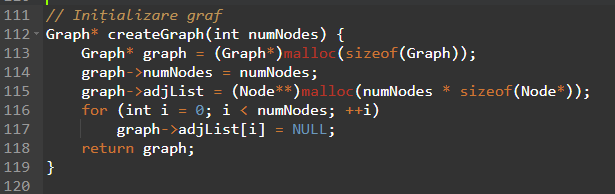 111 // Inițializare graf
112 Graph* createGraph(int numNodes) {
113 Graph* graph = (Graph*)malloc(sizeof(Graph));
114 graph->numNodes = numNodes;
115 graph->adjList = (Node**)malloc(numNodes * sizeof(Node*));
116 for (int i = 0; i < numNodes; ++i)
117 graph->adjList[i] = NULL;
118 return graph;
119 }
120